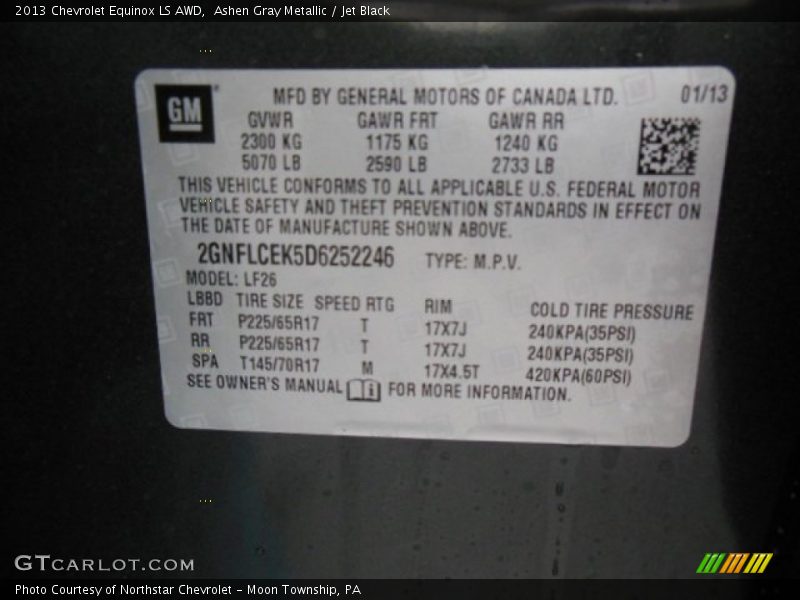 2013 Chevrolet Equinox LS AWD,  Ashen Gray Metallic / Jet Black
GM
MFD BY GENERAL MOTORS OF CANADA LTD. 01/13
GVWR GAWR FRT GAWR RR
2300 KG 1175 KG 1240 KG
5070 LB 2590 LB 2733 LB
THIS VEHICLE CONFORMS TO ALL APPLICABLE U.S. FEDERAL MOTOR
VEHICLE SAFETY AND THEFT PREVENTION STANDARDS IN EFFECT ON
THE DATE OF MANUFACTURE SHOWN ABOVE.
2GNFLCEK5D6252246 TYPE: M.P.V.
MODEL: LF26
LBBD TIRE SIZE SPEED RTG RIM COLD TIRE PRESSURE
FRT P225/65R17 T 17X7J 240KPA(35PSI)
RR P225/65R17 T 17X7J 240KPA(35PSI)
SPA T145/70R17 M 17X4.5T 420KPA(60PSI)
SEE OWNER'S MANUAL i FOR MORE INFORMATION.
GTCARLOT.COM
Photo Courtesy of Northstar Chevrolet - Moon Township, PA